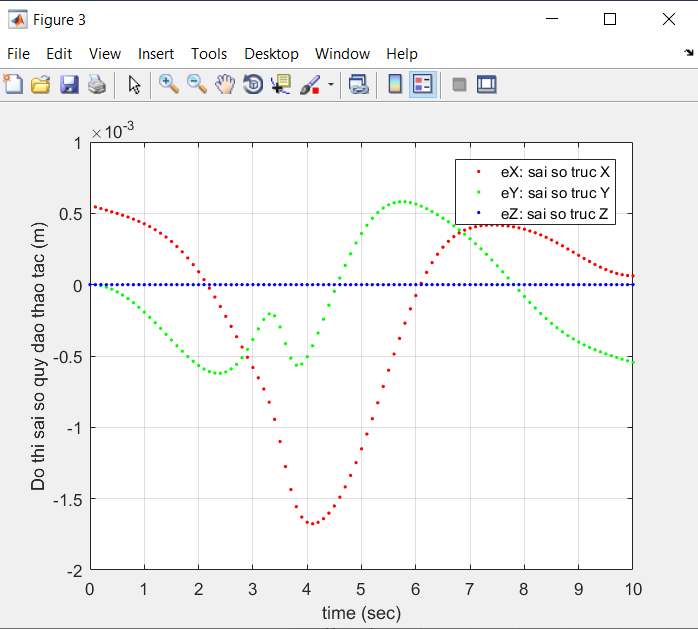 Figure 3
File Edit View Insert Tools Desktop Window Help
×10-3
1
0.5
0
-0.5
-1
-1.5
-2
Do thi sai so quy dao thao tac (m)
eX: sai so truc X
eY: sai so truc Y
eZ: sai so truc Z
0 1 2 3 4 5 6 7 8 9 10
time (sec)